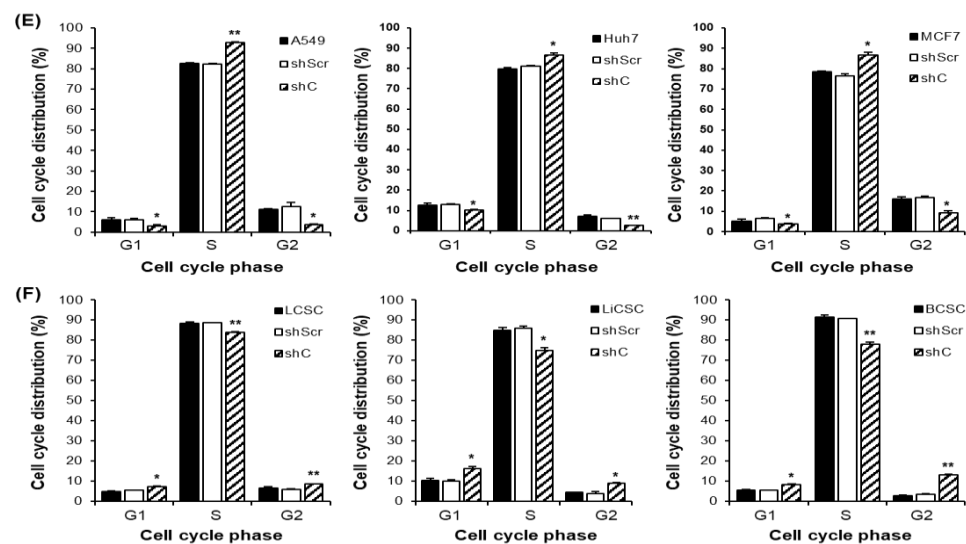 (E)
Cell cycle distribution (%)
100
90
80
70
60
50
40
30
20
10
0
A549
shScr
shC
*
**
*
G1 S G2
Cell cycle phase
Cell cycle distribution (%)
100
90
80
70
60
50
40
30
20
10
0
Huh7
shScr
shC
*
*
**
G1 S G2
Cell cycle phase
Cell cycle distribution (%)
100
90
80
70
60
50
40
30
20
10
0
MCF7
shScr
shC
*
*
*
G1 S G2
Cell cycle phase
(F)
Cell cycle distribution (%)
100
90
80
70
60
50
40
30
20
10
0
LCSC
shScr
shC
*
**
**
G1 S G2
Cell cycle phase
Cell cycle distribution (%)
100
90
80
70
60
50
40
30
20
10
0
LiCSC
shScr
shC
*
*
*
G1 S G2
Cell cycle phase
Cell cycle distribution (%)
100
90
80
70
60
50
40
30
20
10
0
BCSC
shScr
shC
*
**
**
G1 S G2
Cell cycle phase